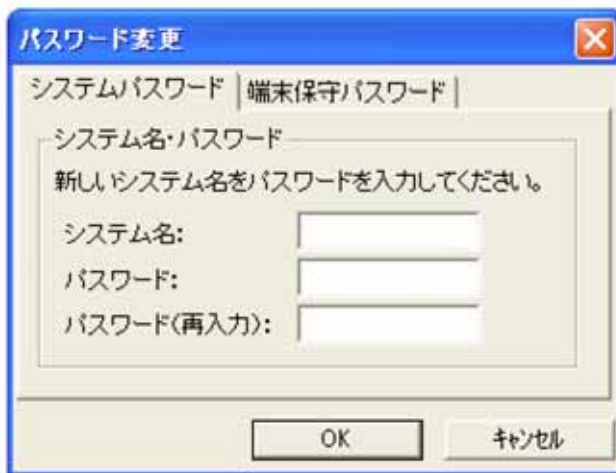 パスワード変更
システムパスワード 端末保守パスワード
システム名・パスワード
新しいシステム名をパスワードを入力してください。
システム名:
パスワード:
パスワード(再入力):
OK キャンセル